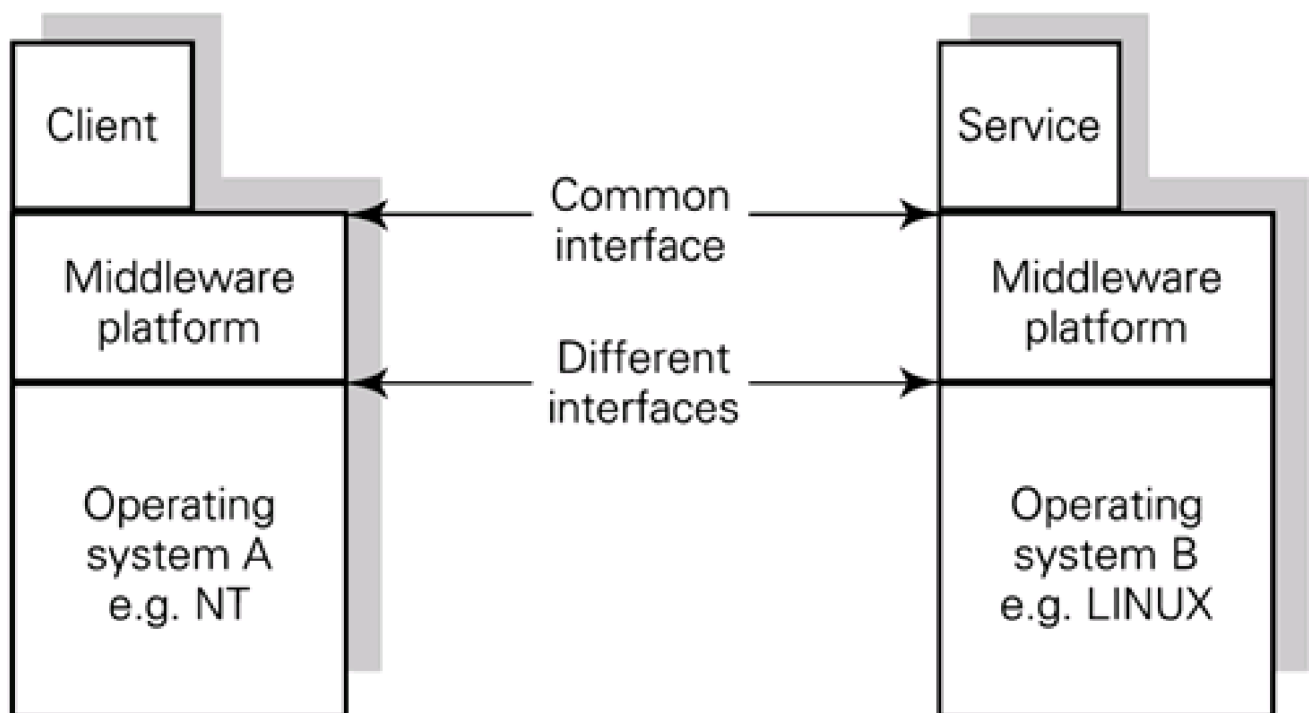 Client
Service
Common
interface
Middleware
platform
Middleware
platform
Different
interfaces
Operating
system A
e.g. NT
Operating
system B
e.g. LINUX